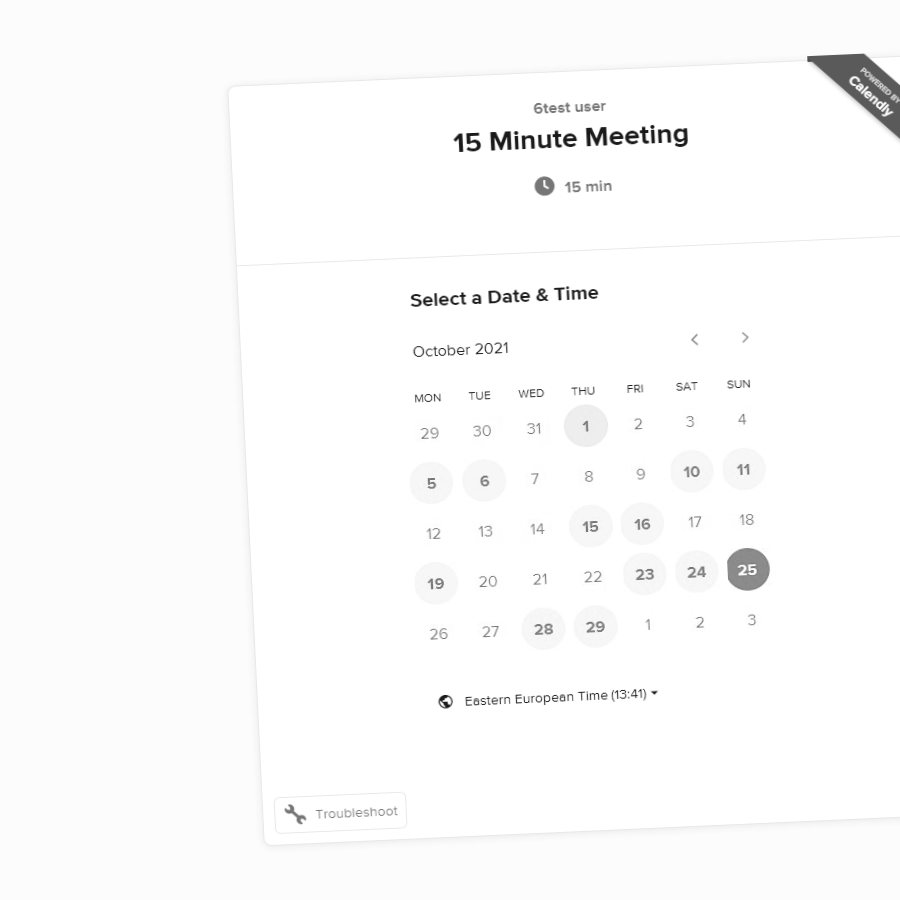 POWERED BY
Calendly
6test user
15 Minute Meeting
15 min
Select a Date & Time
October 2021
MON TUE WED THU FRI SAT SUN
29 30 31 1 2 3 4
5 6 7 8 9 10 11
12 13 14 15 16 17 18
19 20 21 22 23 24 25
26 27 28 29 1 2 3
Eastern European Time (13:41)
Troubleshoot